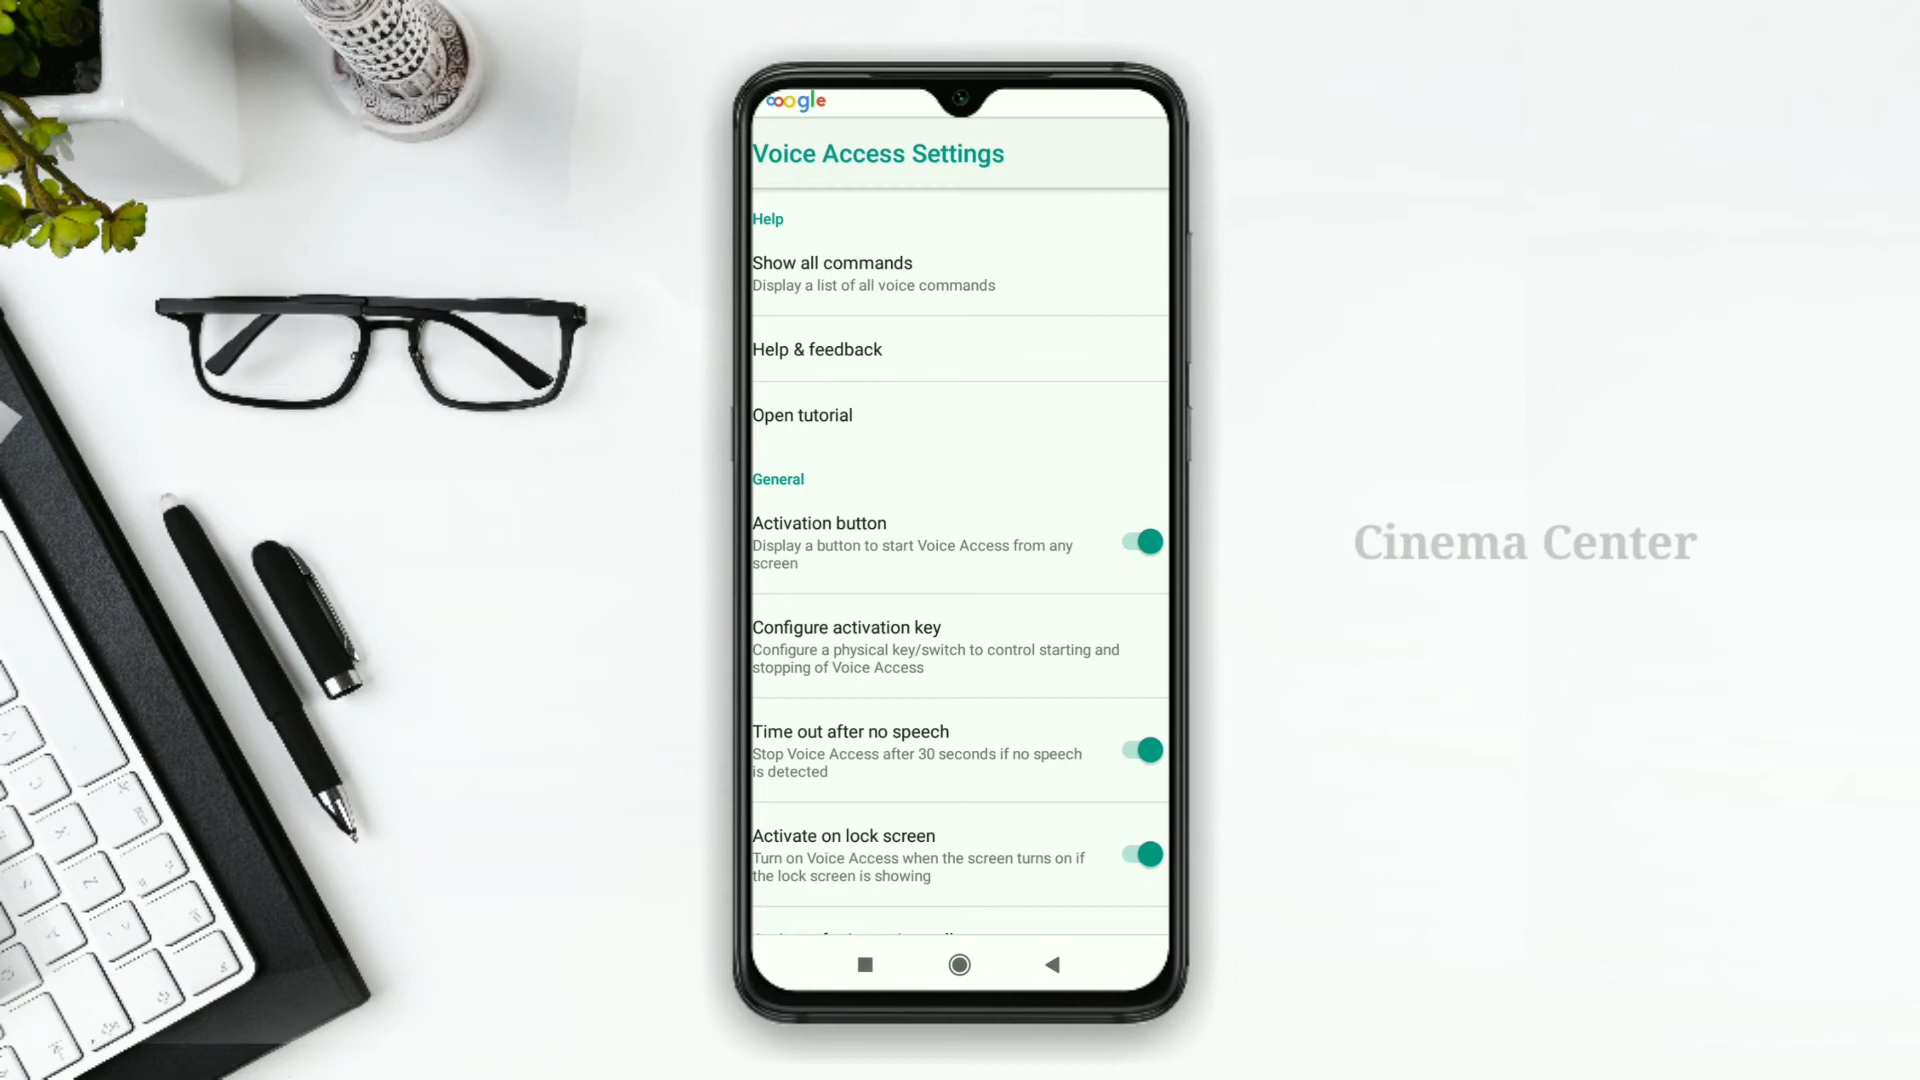 oogle
Voice Access Settings
Help
Show all commands
Display a list of all voice commands
Help & feedback
Open tutorial
General
Activation button
Display a button to start Voice Access from any
screen
Configure activation key
Configure a physical key/switch to control starting and
stopping of Voice Access
Time out after no speech
Stop Voice Access after 30 seconds if no speech
is detected
Activate on lock screen
Turn on Voice Access when the screen turns on if
the lock screen is showing
Cinema Center